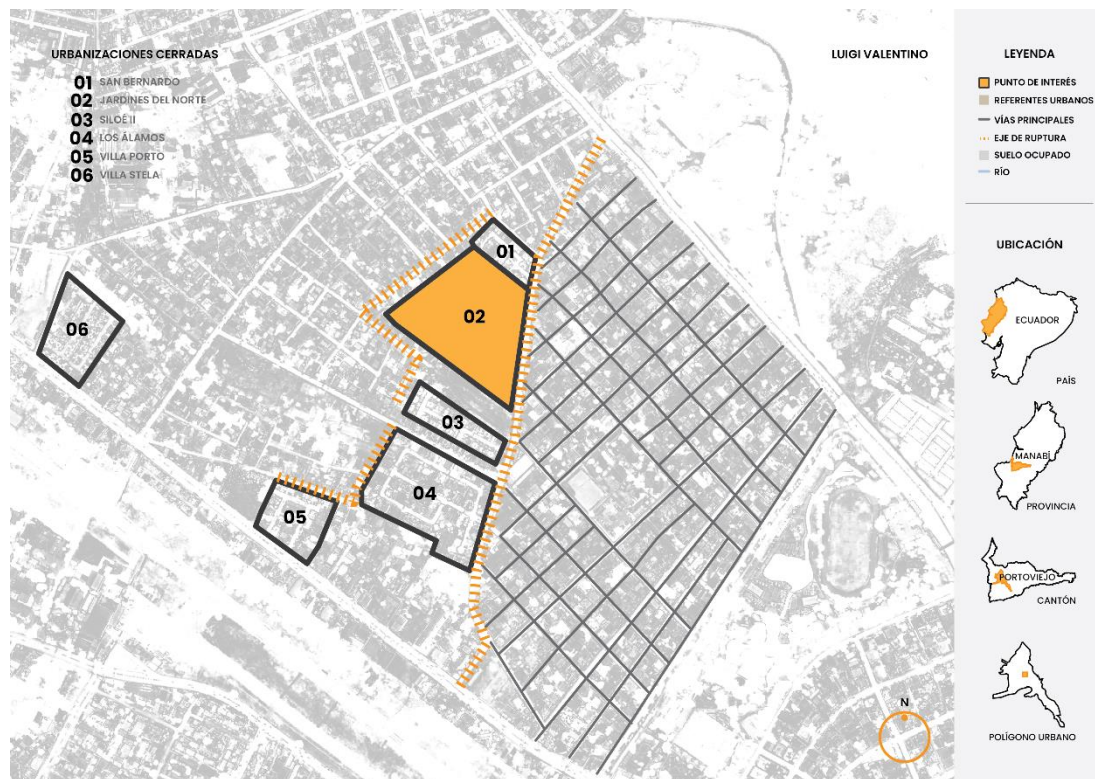 URBANIZACIONES CERRADAS
01 SAN BERNARDO
02 JARDINES DEL NORTE
03 SILOÉ II
04 LOS ÁLAMOS
05 VILLA PORTO
06 VILLA STELA
LUIGI VALENTINO
01
02
03
04
05
06
N
LEYENDA
PUNTO DE INTERÉS
REFERENTES URBANOS
VÍAS PRINCIPALES
EJE DE RUPTURA
SUELO OCUPADO
RÍO
UBICACIÓN
ECUADOR
PAÍS
MANABÍ
PROVINCIA
PORTOVIEJO
CANTÓN
POLÍGONO URBANO